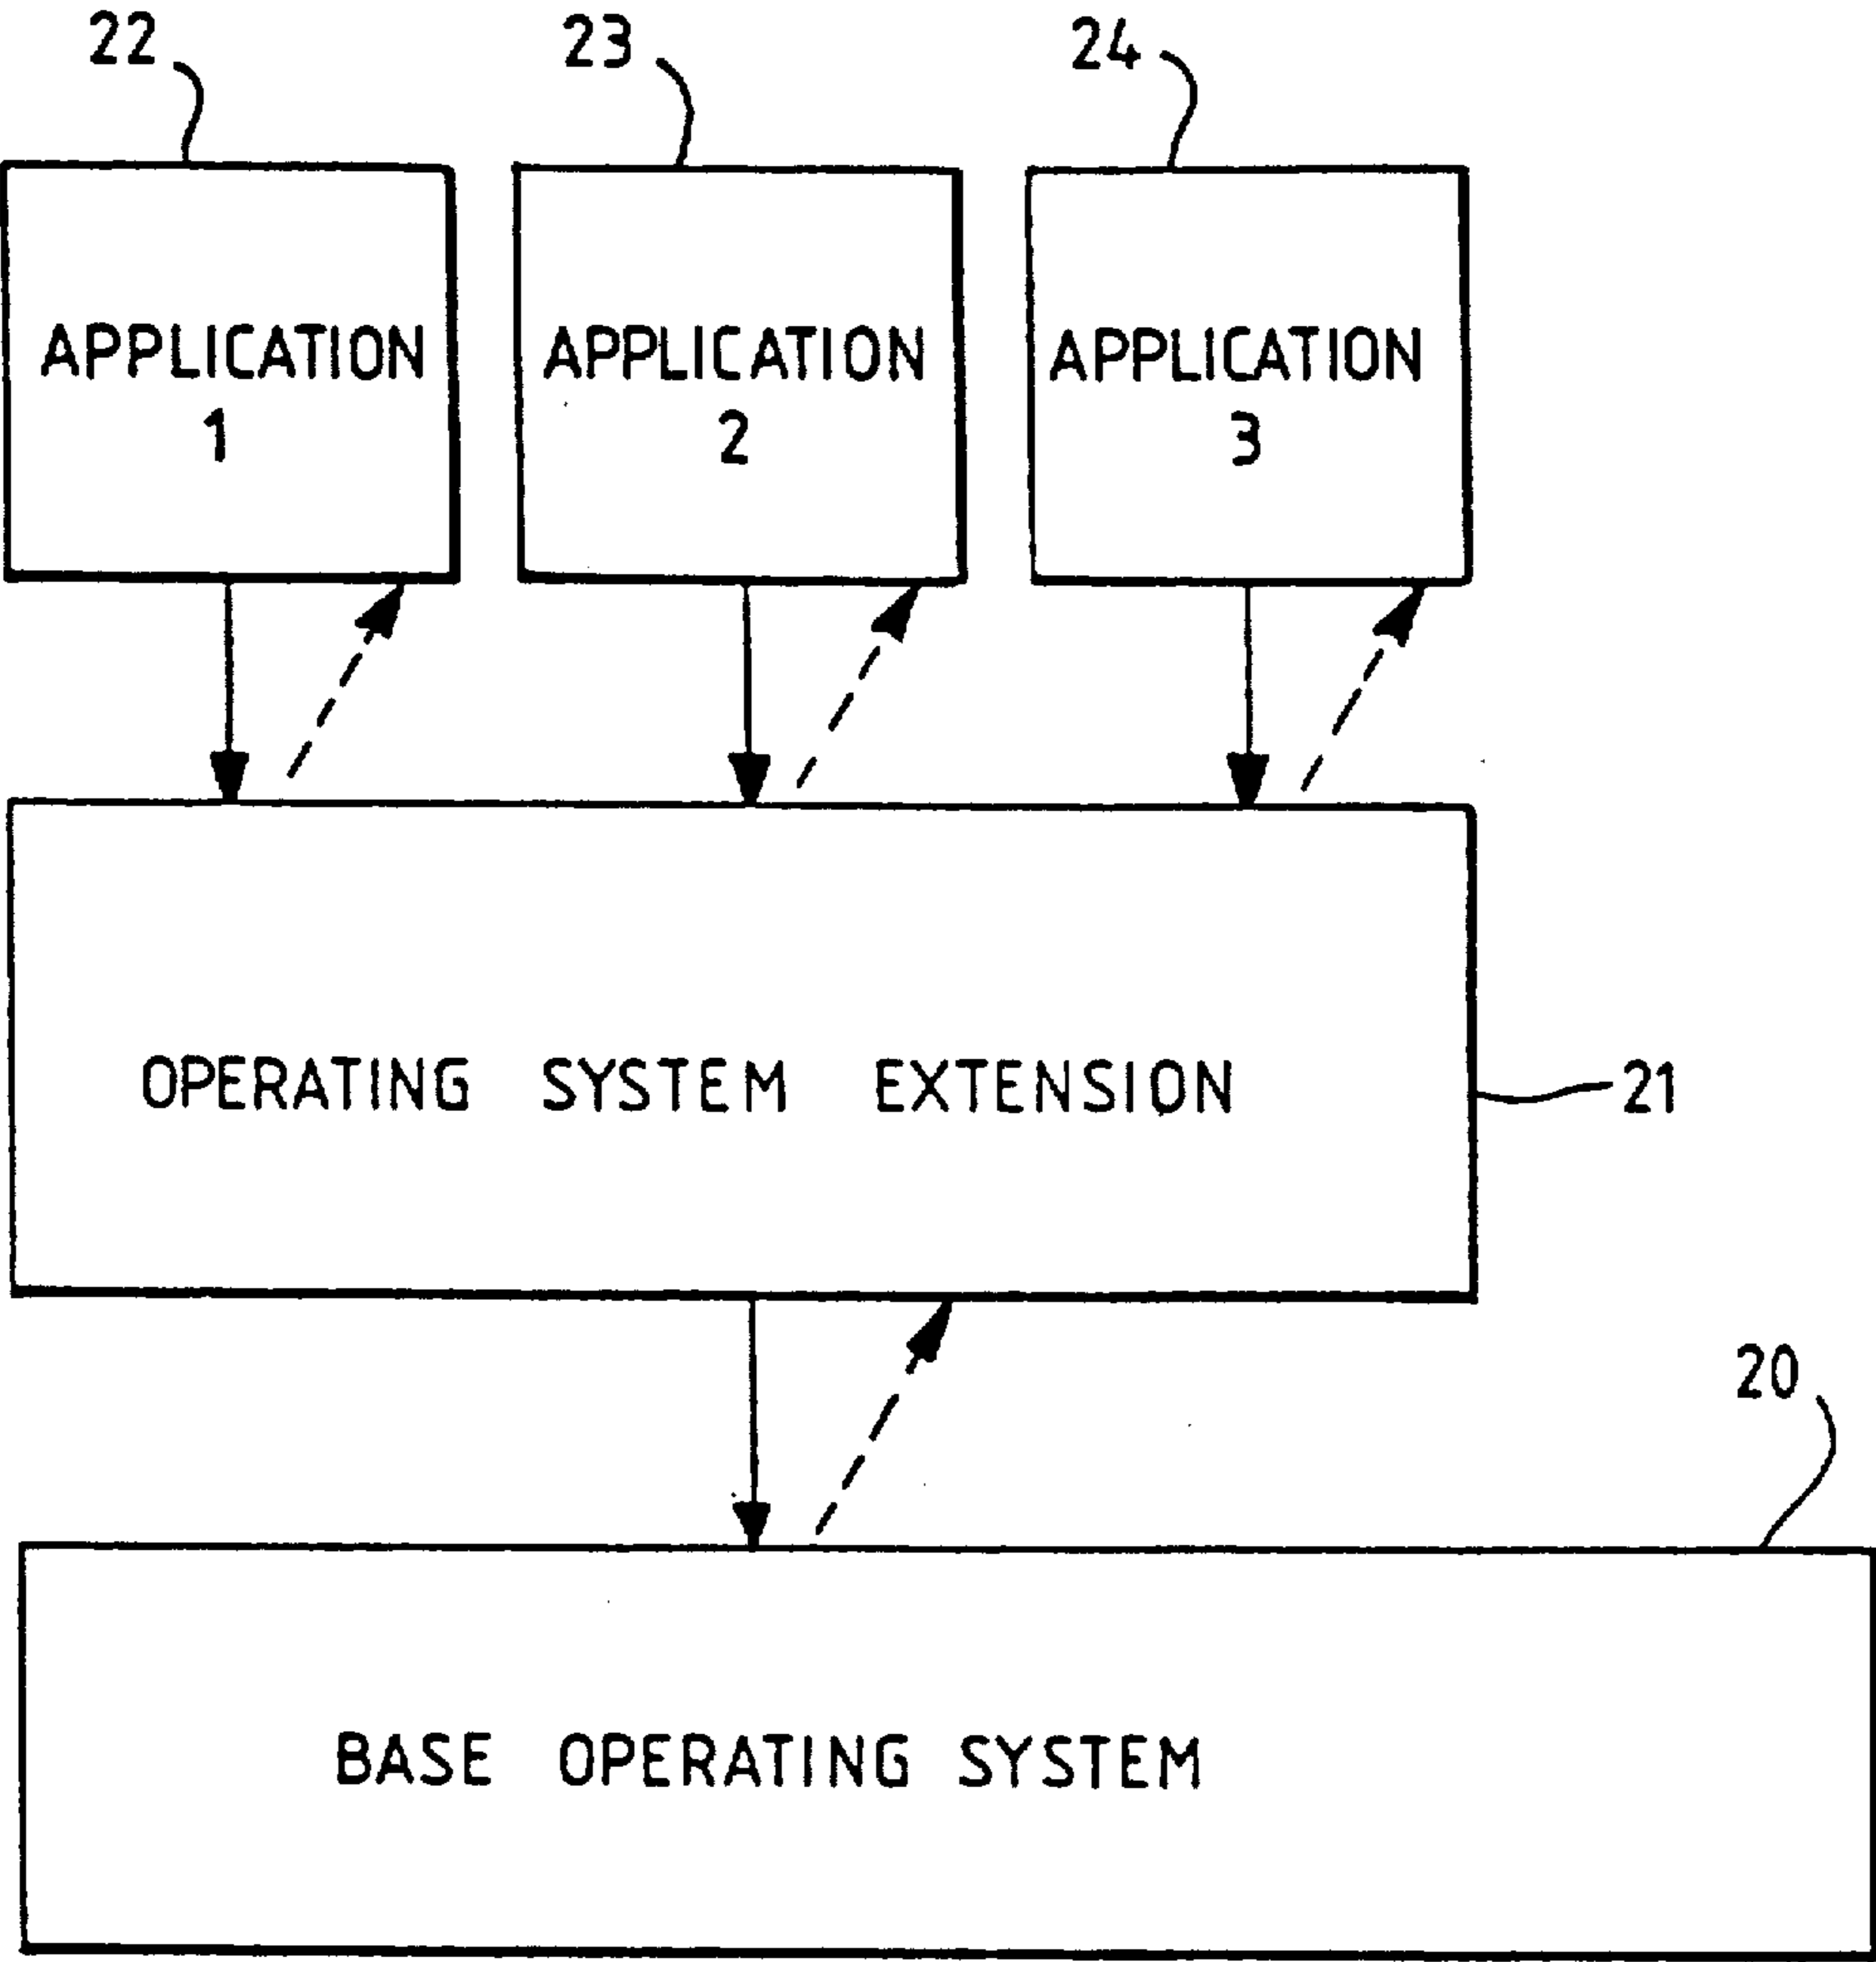 22
23
24
APPLICATION
1
APPLICATION
2
APPLICATION
3
OPERATING SYSTEM EXTENSION
21
20
BASE OPERATING SYSTEM